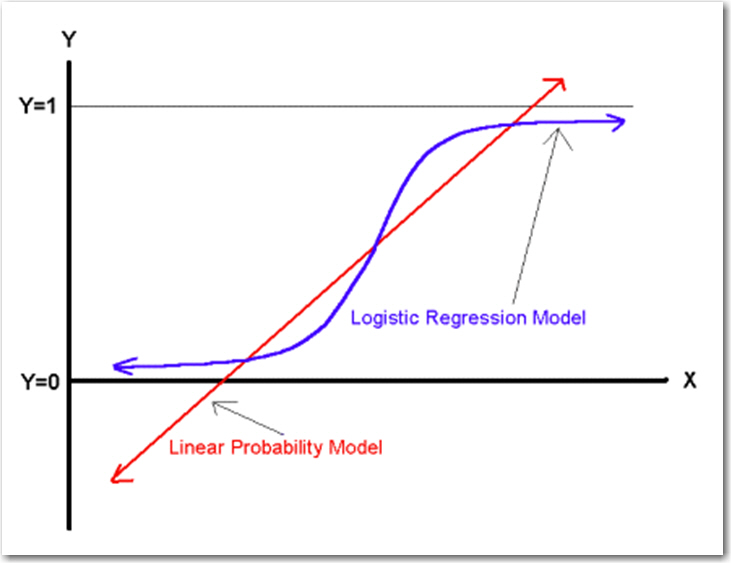 Y
Y=1
Logistic Regression Model
Y=0
X
Linear Probability Model